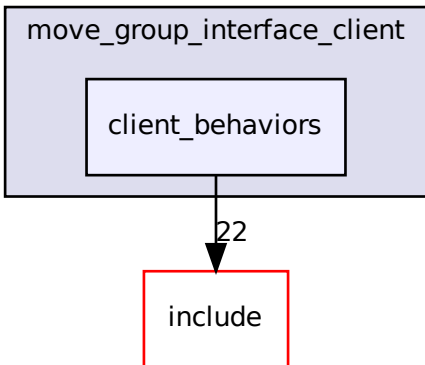 move_group_interface_client
client_behaviors
22
include